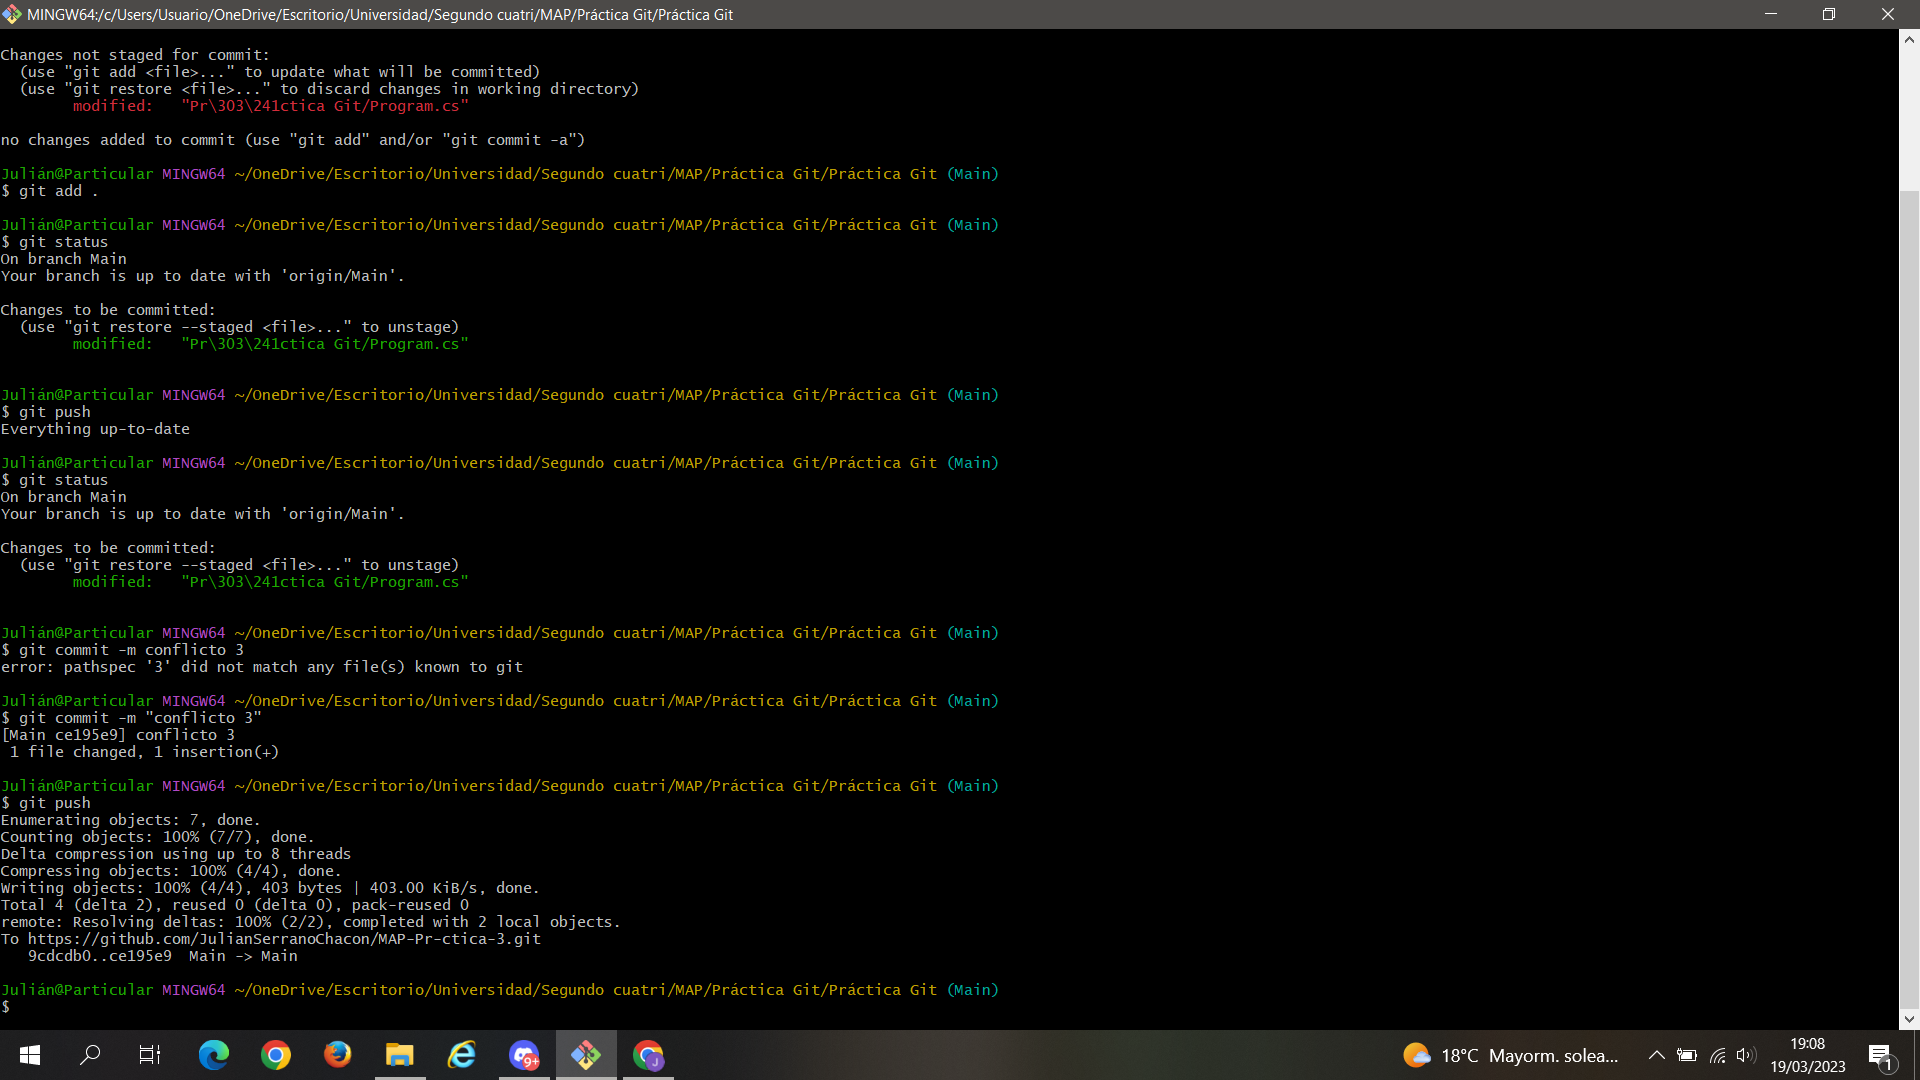 MINGW64:/c/Users/Usuario/OneDrive/Escritorio/Universidad/Segundo cuatri/MAP/Práctica Git/Práctica Git
Changes not staged for commit:
  (use "git add <file>..." to update what will be committed)
  (use "git restore <file>..." to discard changes in working directory)
        modified:   "Pr\303\241ctica Git/Program.cs"
no changes added to commit (use "git add" and/or "git commit -a")
Julián@Particular MINGW64 ~/OneDrive/Escritorio/Universidad/Segundo cuatri/MAP/Práctica Git/Práctica Git (Main)
$ git add .
Julián@Particular MINGW64 ~/OneDrive/Escritorio/Universidad/Segundo cuatri/MAP/Práctica Git/Práctica Git (Main)
$ git status
On branch Main
Your branch is up to date with 'origin/Main'.
Changes to be committed:
  (use "git restore --staged <file>..." to unstage)
        modified:   "Pr\303\241ctica Git/Program.cs"
Julián@Particular MINGW64 ~/OneDrive/Escritorio/Universidad/Segundo cuatri/MAP/Práctica Git/Práctica Git (Main)
$ git push
Everything up-to-date
Julián@Particular MINGW64 ~/OneDrive/Escritorio/Universidad/Segundo cuatri/MAP/Práctica Git/Práctica Git (Main)
$ git status
On branch Main
Your branch is up to date with 'origin/Main'.
Changes to be committed:
  (use "git restore --staged <file>..." to unstage)
        modified:   "Pr\303\241ctica Git/Program.cs"
Julián@Particular MINGW64 ~/OneDrive/Escritorio/Universidad/Segundo cuatri/MAP/Práctica Git/Práctica Git (Main)
$ git commit -m conflicto 3
error: pathspec '3' did not match any file(s) known to git
Julián@Particular MINGW64 ~/OneDrive/Escritorio/Universidad/Segundo cuatri/MAP/Práctica Git/Práctica Git (Main)
$ git commit -m "conflicto 3"
[Main ce195e9] conflicto 3
 1 file changed, 1 insertion(+)
Julián@Particular MINGW64 ~/OneDrive/Escritorio/Universidad/Segundo cuatri/MAP/Práctica Git/Práctica Git (Main)
$ git push
Enumerating objects: 7, done.
Counting objects: 100% (7/7), done.
Delta compression using up to 8 threads
Compressing objects: 100% (4/4), done.
Writing objects: 100% (4/4), 403 bytes | 403.00 KiB/s, done.
Total 4 (delta 2), reused 0 (delta 0), pack-reused 0
remote: Resolving deltas: 100% (2/2), completed with 2 local objects.
To https://github.com/JulianSerranoChacon/MAP-Pr-ctica-3.git
   9cdcdb0..ce195e9  Main -> Main
Julián@Particular MINGW64 ~/OneDrive/Escritorio/Universidad/Segundo cuatri/MAP/Práctica Git/Práctica Git (Main)
$
9+
J
18°C Mayorm. solea...
19:08
19/03/2023
1